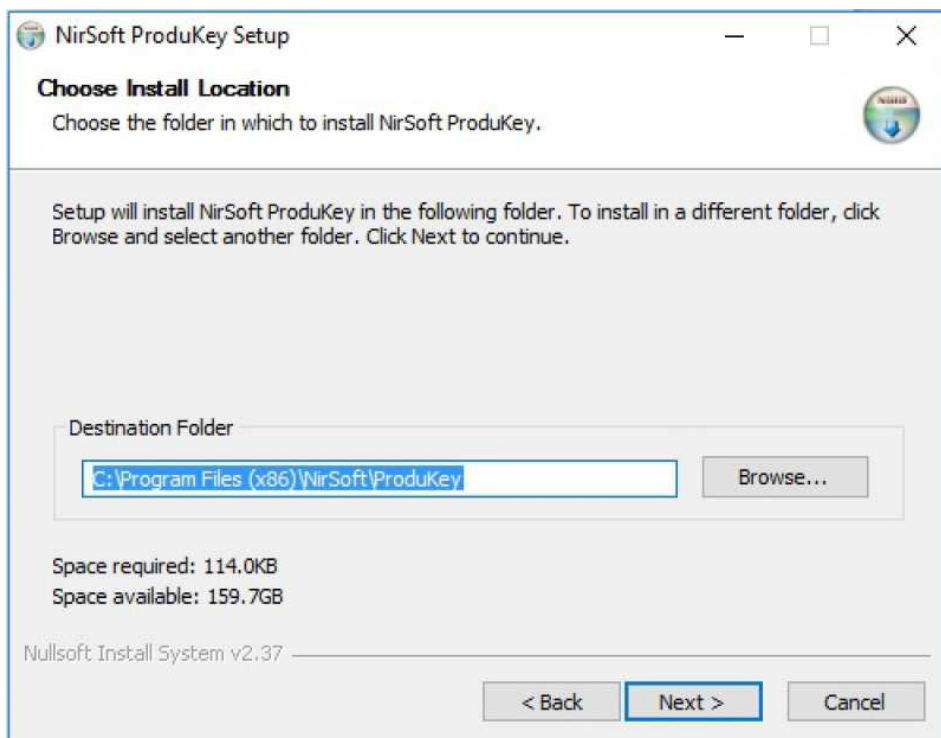 NirSoft ProduKey Setup
Choose Install Location
Choose the folder in which to install NirSoft ProduKey.
Setup will install NirSoft ProduKey in the following folder. To install in a different folder, click
Browse and select another folder. Click Next to continue.
Destination Folder
C:\Program Files (x86)\NirSoft\ProduKey
Browse...
Space required: 114.0KB
Space available: 159.7GB
Nullsoft Install System v2.37
< Back
Next >
Cancel